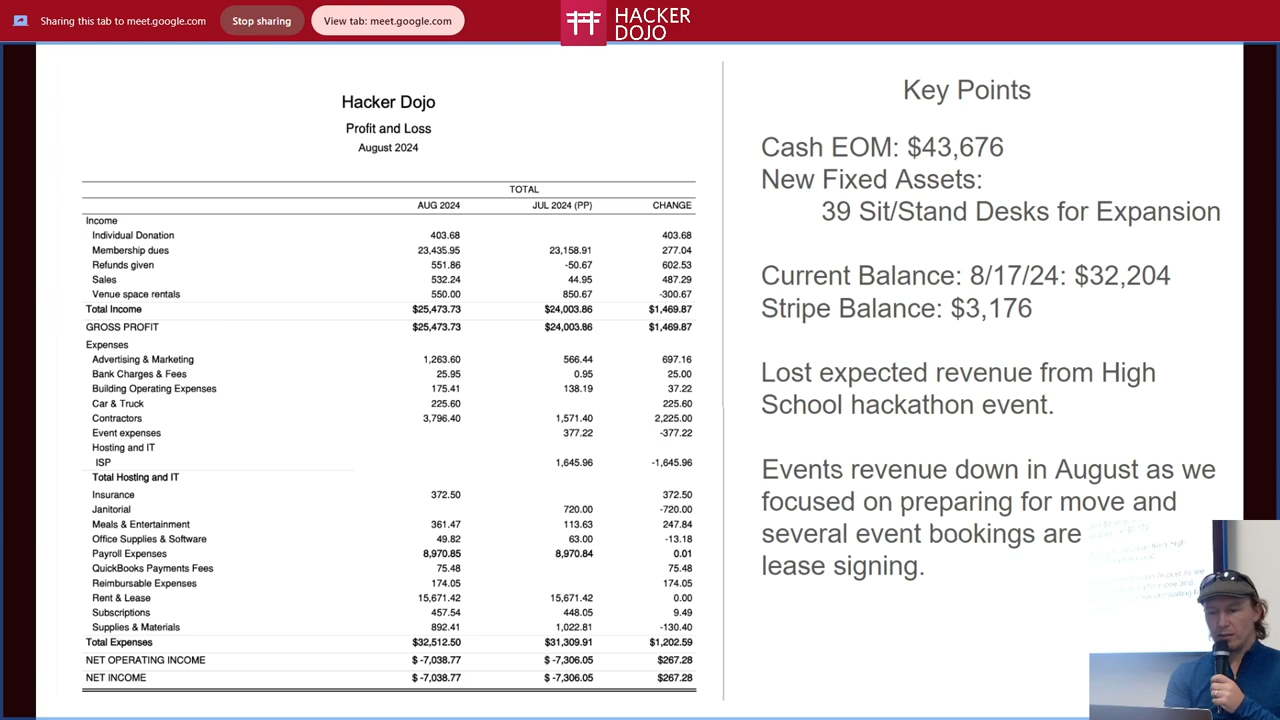 Sharing this tab to meet.google.com
Stop sharing
View tab: meet.google.com
HACKER
DOJO
Hacker Dojo
Profit and Loss
August 2024
TOTAL
AUG 2024 JUL 2024 (PP) CHANGE
Income
Individual Donation 403.68 403.68
Membership dues 23,435.95 23,158.91 277.04
Refunds given 551.86 -50.67 602.53
Sales 532.24 44.95 487.29
Venue space rentals 550.00 850.67 -300.67
Total Income $25,473.73 $24,003.86 $1,469.87
GROSS PROFIT $25,473.73 $24,003.86 $1,469.87
Expenses
Advertising & Marketing 1,263.60 566.44 697.16
Bank Charges & Fees 25.95 0.95 25.00
Building Operating Expenses 175.41 138.19 37.22
Car & Truck 225.60 225.60
Contractors 3,796.40 1,571.40 2,225.00
Event expenses 377.22 -377.22
Hosting and IT
ISP 1,645.96 -1,645.96
Total Hosting and IT
Insurance 372.50 372.50
Janitorial 720.00 -720.00
Meals & Entertainment 361.47 113.63 247.84
Office Supplies & Software 49.82 63.00 -13.18
Payroll Expenses 8,970.85 8,970.84 0.01
QuickBooks Payments Fees 75.48 75.48
Reimbursable Expenses 174.05 174.05
Rent & Lease 15,671.42 15,671.42 0.00
Subscriptions 457.54 448.05 9.49
Supplies & Materials 892.41 1,022.81 -130.40
Total Expenses $32,512.50 $31,309.91 $1,202.59
NET OPERATING INCOME $ -7,038.77 $ -7,306.05 $267.28
NET INCOME $ -7,038.77 $ -7,306.05 $267.28
Key Points
Cash EOM: $43,676
New Fixed Assets:
39 Sit/Stand Desks for Expansion
Current Balance: 8/17/24: $32,204
Stripe Balance: $3,176
Lost expected revenue from High
School hackathon event.
Events revenue down in August as we
focused on preparing for move and
several event bookings are
lease signing.